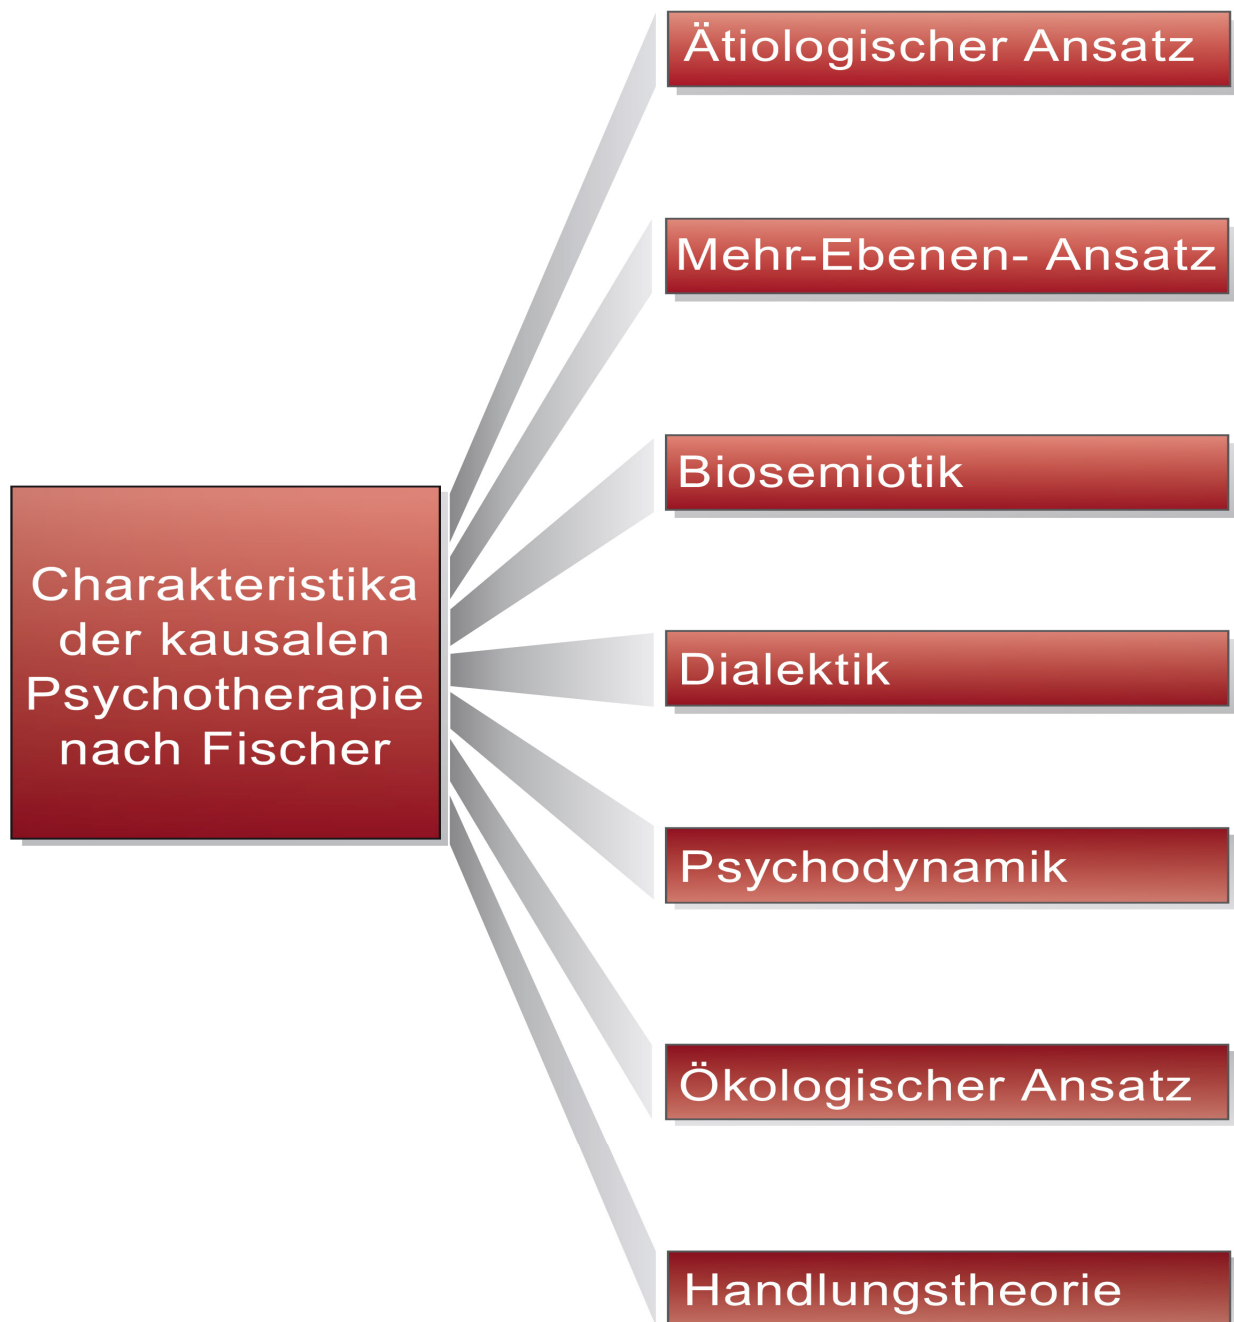 Charakteristika
der kausalen
Psychotherapie
nach Fischer
Ätiologischer Ansatz
Mehr-Ebenen- Ansatz
Biosemiotik
Dialektik
Psychodynamik
Ökologischer Ansatz
Handlungstheorie